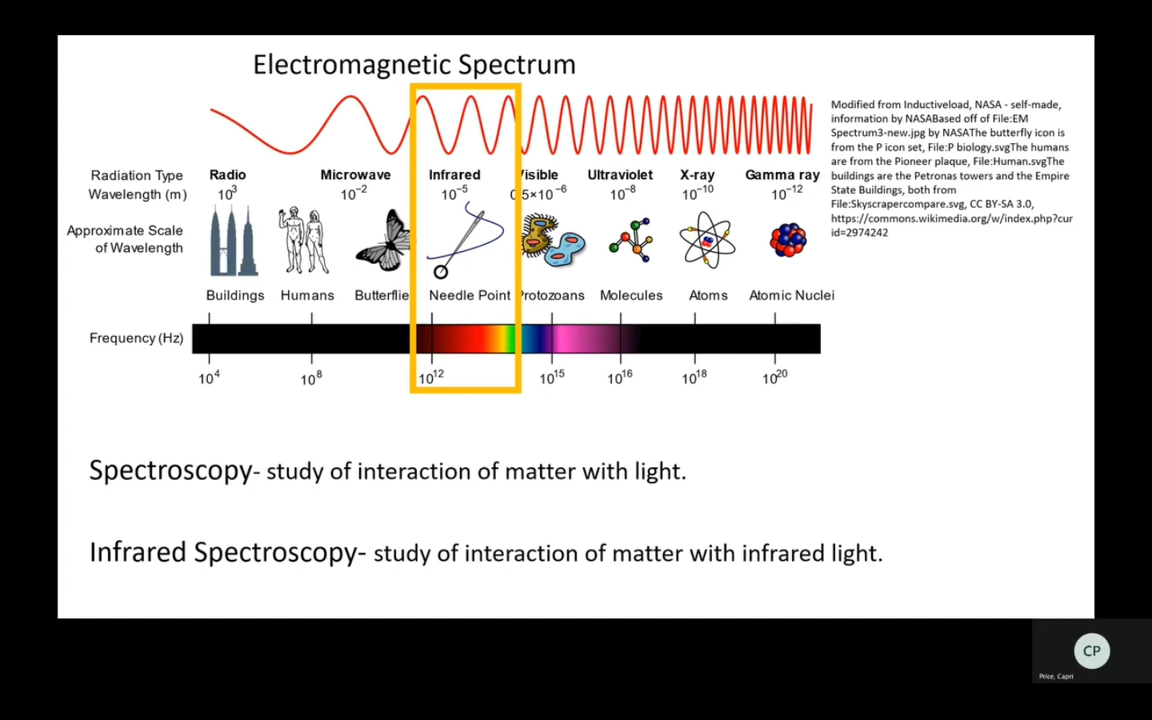 Electromagnetic Spectrum
Radiation Type Radio Microwave Infrared Visible Ultraviolet X-ray Gamma ray
Wavelength (m) 10³ 10⁻² 10⁻⁵ 0.5×10⁻⁶ 10⁻⁸ 10⁻¹⁰ 10⁻¹²
Approximate Scale
of Wavelength
Buildings Humans Butterflie Needle Point Protozoans Molecules Atoms Atomic Nuclei
Frequency (Hz)
10⁴ 10⁸ 10¹² 10¹⁵ 10¹⁶ 10¹⁸ 10²⁰
Modified from Inductiveload, NASA - self-made,
information by NASABased off of File:EM
Spectrum3-new.jpg by NASAThe butterfly icon is
from the P icon set, File:P biology.svgThe humans
are from the Pioneer plaque, File:Human.svgThe
buildings are the Petronas towers and the Empire
State Buildings, both from
File:Skyscrapercompare.svg, CC BY-SA 3.0,
https://commons.wikimedia.org/w/index.php?cur
id=2974242
Spectroscopy- study of interaction of matter with light.
Infrared Spectroscopy- study of interaction of matter with infrared light.
CP
Price, Capri